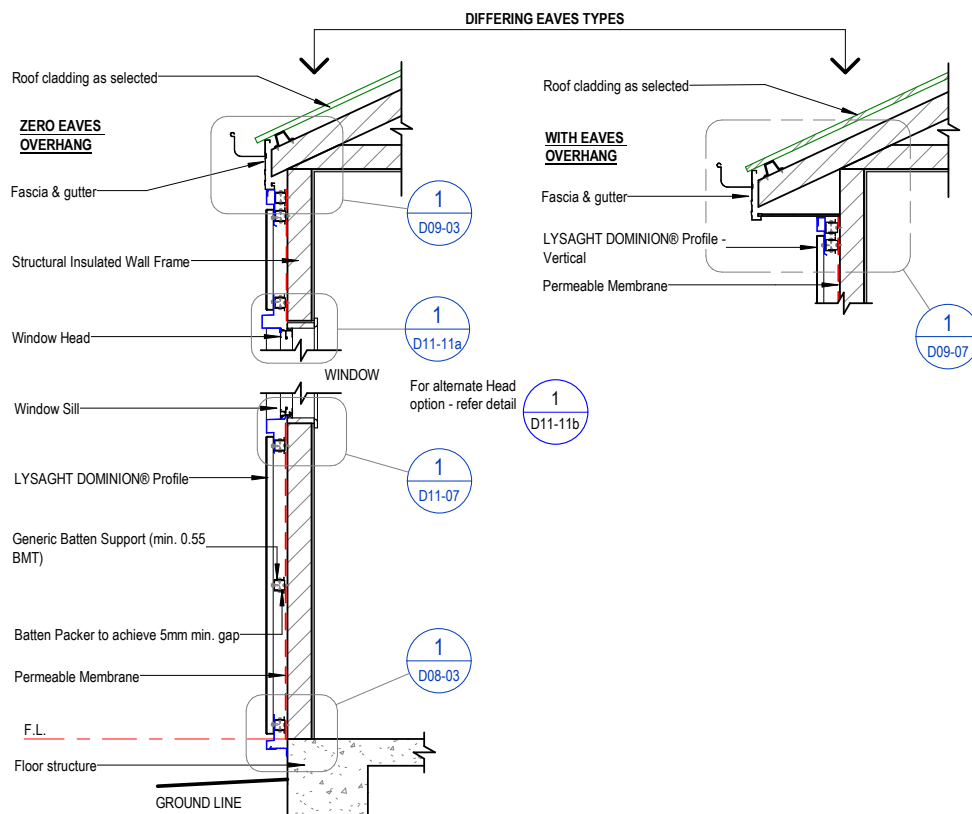 DIFFERING EAVES TYPES
Roof cladding as selected
ZERO EAVES
OVERHANG
Fascia & gutter
1
D09-03
Structural Insulated Wall Frame
1
D11-11a
Window Head
WINDOW
For alternate Head
option - refer detail
1
D11-11b
Window Sill
LYSAGHT DOMINION® Profile
1
D11-07
Generic Batten Support (min. 0.55
BMT)
Batten Packer to achieve 5mm min. gap
Permeable Membrane
1
D08-03
F.L.
Floor structure
GROUND LINE
Roof cladding as selected
WITH EAVES
OVERHANG
Fascia & gutter
LYSAGHT DOMINION® Profile -
Vertical
Permeable Membrane
1
D09-07